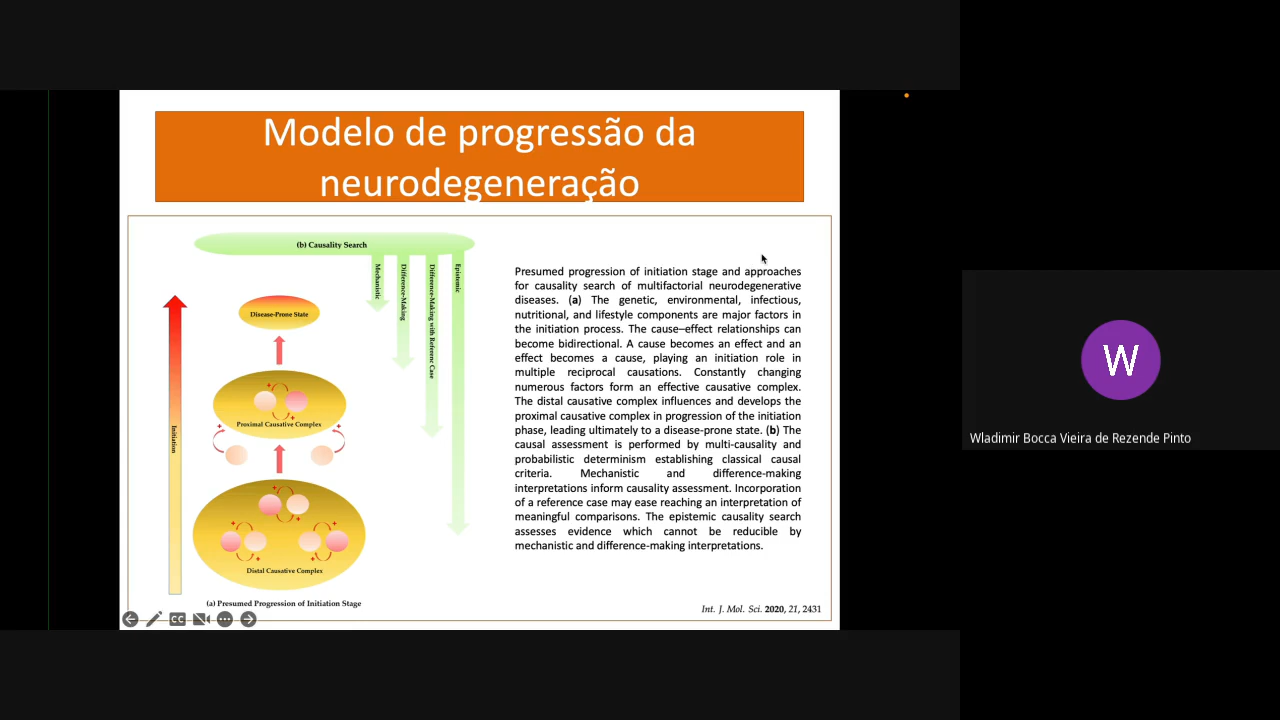 Modelo de progressão da
neurodegeneração
(b) Causality Search
Mechanistic
Difference-Making
Difference-Making with Referenc Case
Epistemic
Initiation
Disease-Prone State
Proximal Causative Complex
Distal Causative Complex
(a) Presumed Progression of Initiation Stage
Presumed progression of initiation stage and approaches
for causality search of multifactorial neurodegenerative
diseases. (a) The genetic, environmental, infectious,
nutritional, and lifestyle components are major factors in
the initiation process. The cause–effect relationships can
become bidirectional. A cause becomes an effect and an
effect becomes a cause, playing an initiation role in
multiple reciprocal causations. Constantly changing
numerous factors form an effective causative complex.
The distal causative complex influences and develops the
proximal causative complex in progression of the initiation
phase, leading ultimately to a disease-prone state. (b) The
causal assessment is performed by multi-causality and
probabilistic determinism establishing classical causal
criteria. Mechanistic and difference-making
interpretations inform causality assessment. Incorporation
of a reference case may ease reaching an interpretation of
meaningful comparisons. The epistemic causality search
assesses evidence which cannot be reducible by
mechanistic and difference-making interpretations.
Int. J. Mol. Sci. 2020, 21, 2431
CC
W
Wladimir Bocca Vieira de Rezende Pinto